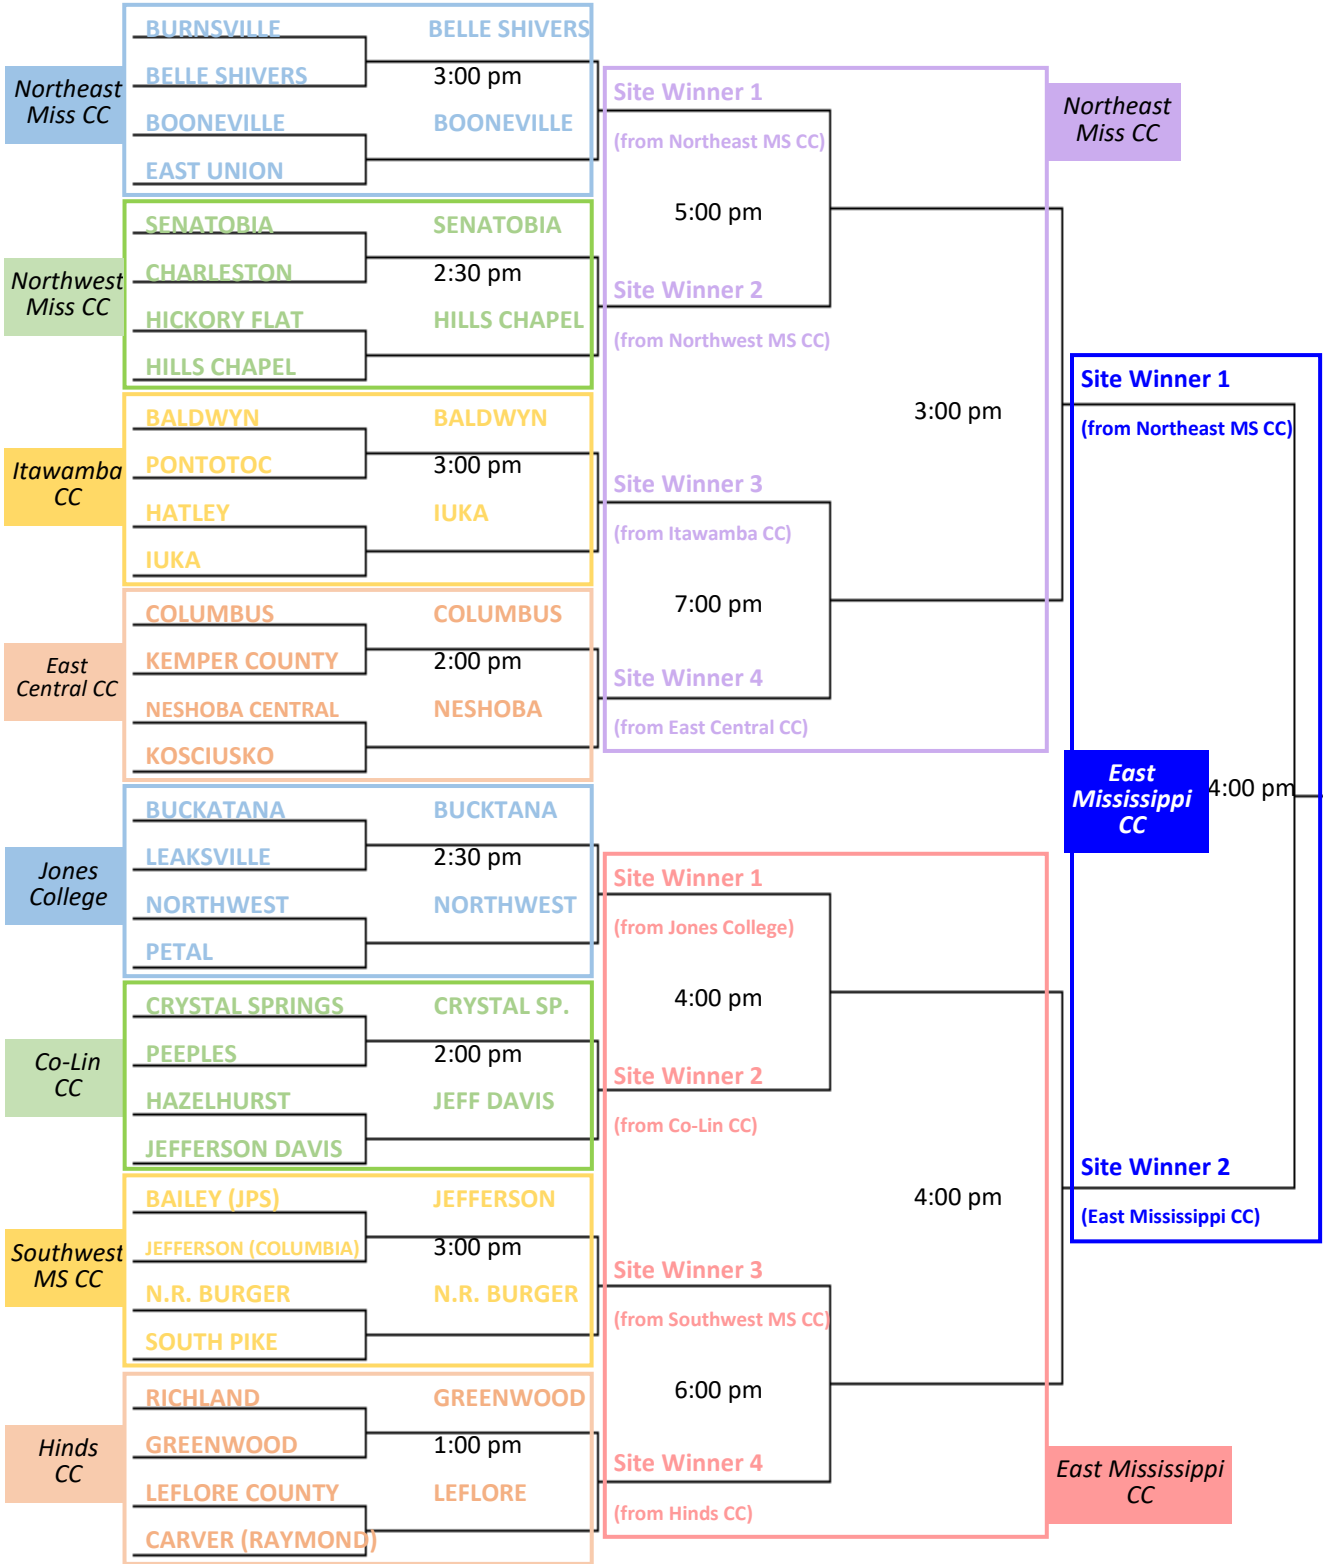 BURNSVILLE
BELLE SHIVERS
BELLE SHIVERS
3:00 pm
Northeast
Miss CC
BOONEVILLE
BOONEVILLE
EAST UNION
SENATOBIA
SENATOBIA
CHARLESTON
2:30 pm
Northwest
Miss CC
HICKORY FLAT
HILLS CHAPEL
HILLS CHAPEL
BALDWYN
BALDWYN
PONTOTOC
3:00 pm
Itawamba
CC
HATLEY
IUKA
IUKA
COLUMBUS
COLUMBUS
KEMPER COUNTY
2:00 pm
East
Central CC
NESHOBA CENTRAL
NESHOBA
KOSCIUSKO
BUCKATANA
BUCKTANA
LEAKSVILLE
2:30 pm
Jones
College
NORTHWEST
NORTHWEST
PETAL
CRYSTAL SPRINGS
CRYSTAL SP.
PEEPLES
2:00 pm
Co-Lin
CC
HAZELHURST
JEFF DAVIS
JEFFERSON DAVIS
BAILEY (JPS)
JEFFERSON
JEFFERSON (COLUMBIA)
3:00 pm
Southwest
MS CC
N.R. BURGER
N.R. BURGER
SOUTH PIKE
RICHLAND
GREENWOOD
GREENWOOD
1:00 pm
Hinds
CC
LEFLORE COUNTY
LEFLORE
CARVER (RAYMOND)
Site Winner 1
(from Northeast MS CC)
5:00 pm
Site Winner 2
(from Northwest MS CC)
Northeast
Miss CC
3:00 pm
Site Winner 3
(from Itawamba CC)
7:00 pm
Site Winner 4
(from East Central CC)
Site Winner 1
(from Jones College)
4:00 pm
Site Winner 2
(from Co-Lin CC)
4:00 pm
Site Winner 3
(from Southwest MS CC)
6:00 pm
Site Winner 4
(from Hinds CC)
East Mississippi
CC
Site Winner 1
(from Northeast MS CC)
East
Mississippi
CC
4:00 pm
Site Winner 2
(East Mississippi CC)